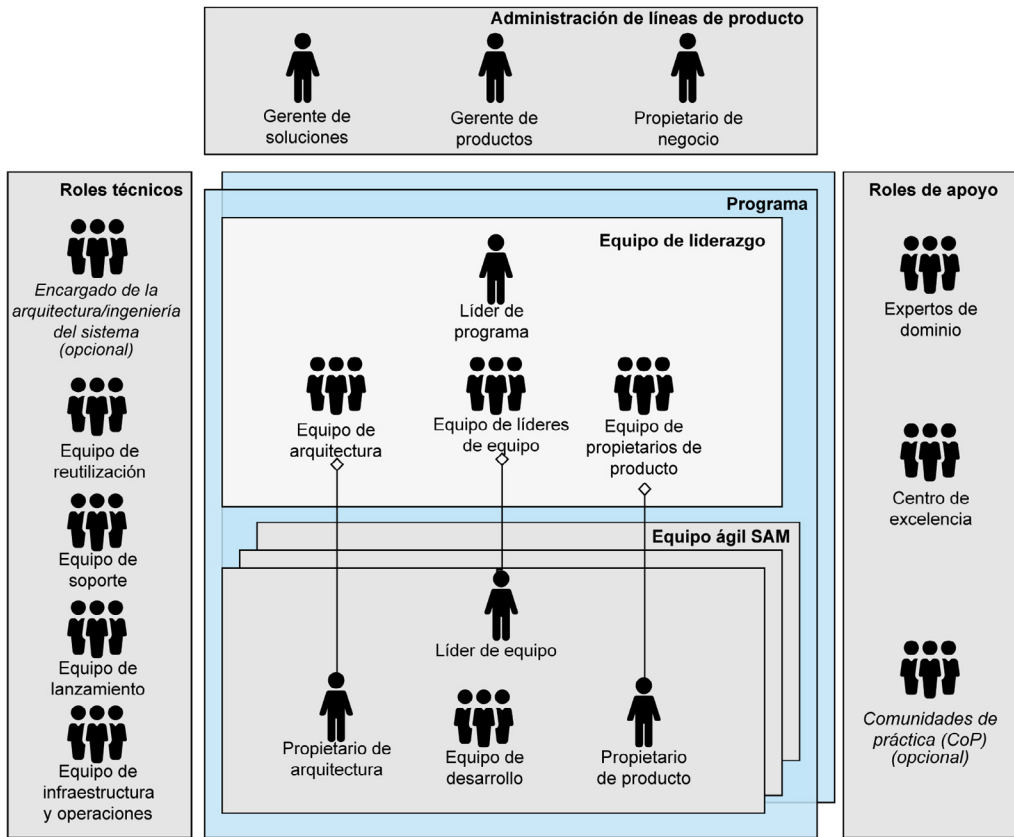 Administración de líneas de producto
Gerente de
soluciones
Gerente de
productos
Propietario de
negocio
Roles técnicos
Encargado de la
arquitectura/ingeniería
del sistema
(opcional)
Equipo de
reutilización
Equipo de
soporte
Equipo de
lanzamiento
Equipo de
infraestructura
y operaciones
Programa
Equipo de liderazgo
Líder de
programa
Equipo de
arquitectura
Equipo de líderes
de equipo
Equipo de
propietarios de
producto
Equipo ágil SAM
Líder de equipo
Propietario de
arquitectura
Equipo de
desarrollo
Propietario
de producto
Roles de apoyo
Expertos de
dominio
Centro de
excelencia
Comunidades de
práctica (CoP)
(opcional)